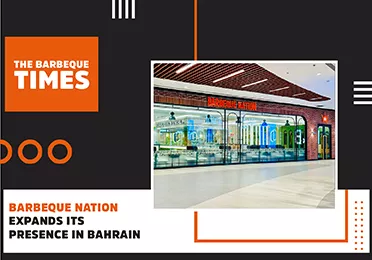 THE BARBEQUE
TIMES
BARBEQUE NATION
BARBEQUE NATION
EXPANDS ITS
PRESENCE IN BAHRAIN